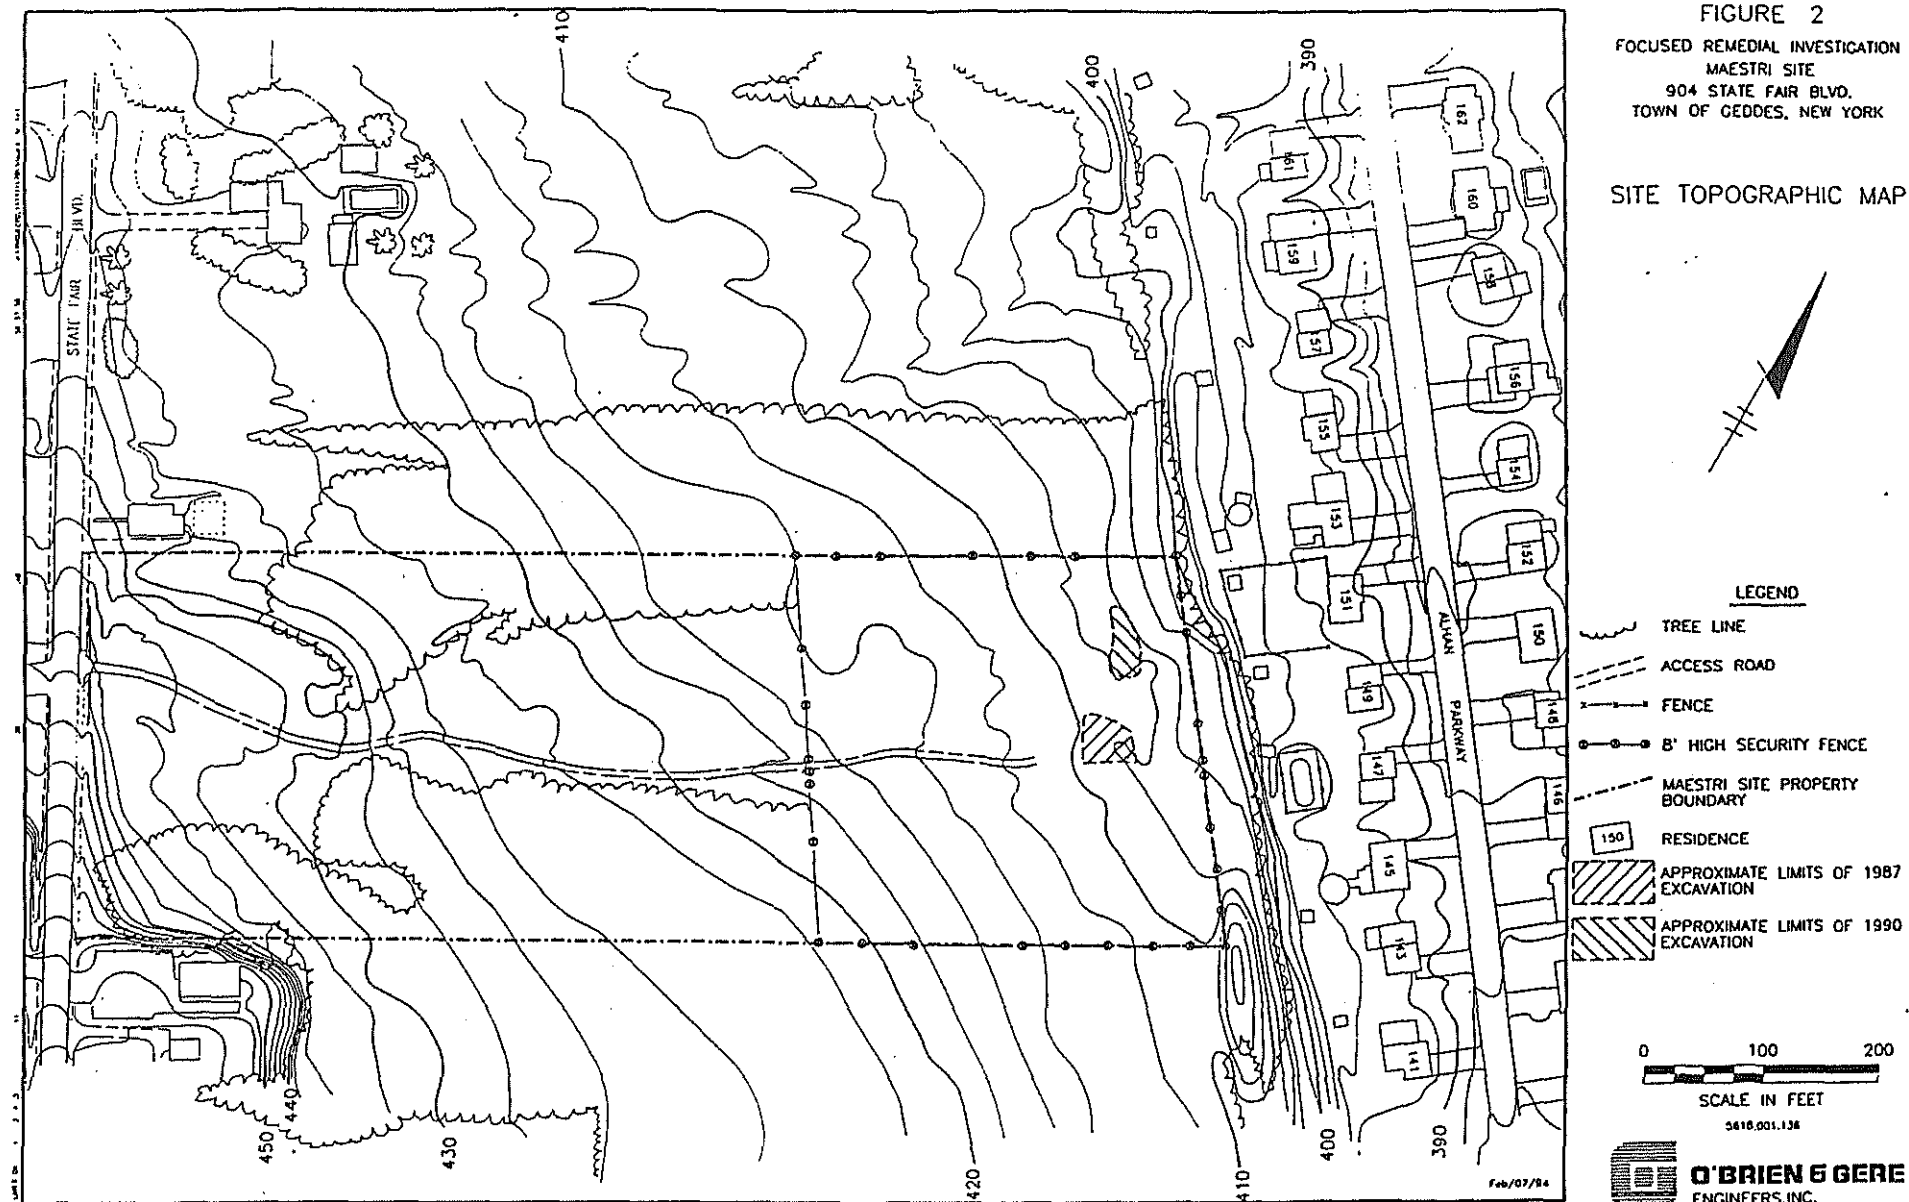 FIGURE 2
FOCUSED REMEDIAL INVESTIGATION
MAESTRI SITE
904 STATE FAIR BLVD.
TOWN OF GEDDES, NEW YORK
SITE TOPOGRAPHIC MAP
410
400
390
STATE FAIR BLVD.
162
161
160
159
158
157
156
155
154
153
152
151
150
149
148
147
146
145
143
141
PARKWAY
LEGEND
TREE LINE
ACCESS ROAD
FENCE
8' HIGH SECURITY FENCE
MAESTRI SITE PROPERTY
BOUNDARY
150 RESIDENCE
APPROXIMATE LIMITS OF 1987
EXCAVATION
APPROXIMATE LIMITS OF 1990
EXCAVATION
0 100 200
SCALE IN FEET
5616.001.136
450
440
430
420
410
400
390
Feb/07/94
O'BRIEN & GERE
ENGINEERS, INC.